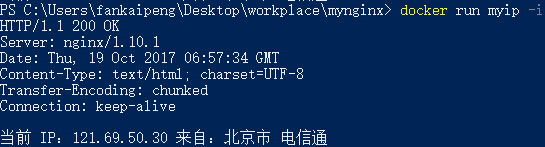 PS C:\Users\fankaipeng\Desktop\workplace\mynginx> docker run myip -i
HTTP/1.1 200 OK
Server: nginx/1.10.1
Date: Thu, 19 Oct 2017 06:57:34 GMT
Content-Type: text/html; charset=UTF-8
Transfer-Encoding: chunked
Connection: keep-alive
当前 IP: 121.69.50.30 来自: 北京市 电信通